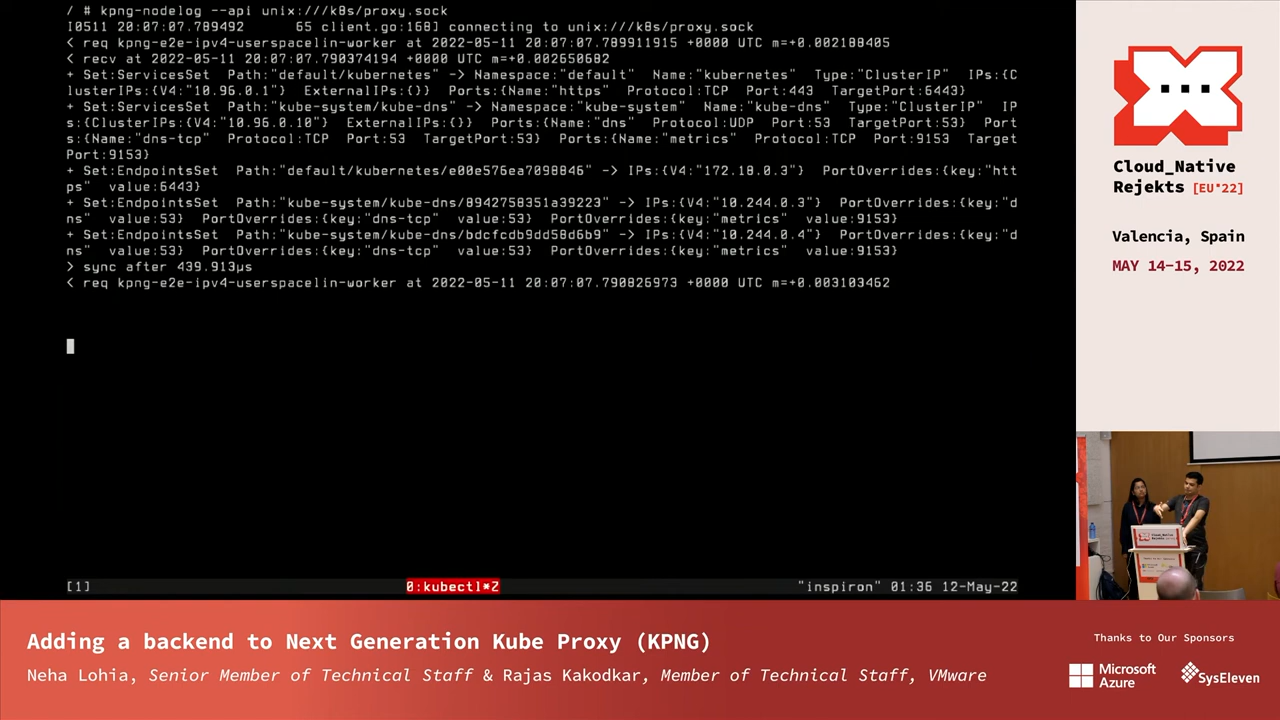 / # kpng-nodelog --api unix:///k8s/proxy.sock
I0511 20:07:07.789492      65 client.go:168] connecting to unix:///k8s/proxy.sock
< req kpng-e2e-ipv4-userspacelin-worker at 2022-05-11 20:07:07.789911915 +0000 UTC m=+0.002188405
< recv at 2022-05-11 20:07:07.790374194 +0000 UTC m=+0.002650682
+ Set:ServicesSet  Path:"default/kubernetes" -> Namespace:"default"  Name:"kubernetes"  Type:"ClusterIP"  IPs:{C
lusterIPs:{V4:"10.96.0.1"}  ExternalIPs:{}}  Ports:{Name:"https"  Protocol:TCP  Port:443  TargetPort:6443}
+ Set:ServicesSet  Path:"kube-system/kube-dns" -> Namespace:"kube-system"  Name:"kube-dns"  Type:"ClusterIP"  IP
s:{ClusterIPs:{V4:"10.96.0.10"}  ExternalIPs:{}}  Ports:{Name:"dns"  Protocol:UDP  Port:53  TargetPort:53}  Port
s:{Name:"dns-tcp"  Protocol:TCP  Port:53  TargetPort:53}  Ports:{Name:"metrics"  Protocol:TCP  Port:9153  Target
Port:9153}
+ Set:EndpointsSet  Path:"default/kubernetes/e00e576ea7098846" -> IPs:{V4:"172.18.0.3"}  PortOverrides:{key:"htt
ps"  value:6443}
+ Set:EndpointsSet  Path:"kube-system/kube-dns/8942758351a39223" -> IPs:{V4:"10.244.0.3"}  PortOverrides:{key:"d
ns"  value:53}  PortOverrides:{key:"dns-tcp"  value:53}  PortOverrides:{key:"metrics"  value:9153}
+ Set:EndpointsSet  Path:"kube-system/kube-dns/bdcfcdb9dd58d6b9" -> IPs:{V4:"10.244.0.4"}  PortOverrides:{key:"d
ns"  value:53}  PortOverrides:{key:"dns-tcp"  value:53}  PortOverrides:{key:"metrics"  value:9153}
> sync after 439.913µs
< req kpng-e2e-ipv4-userspacelin-worker at 2022-05-11 20:07:07.790826973 +0000 UTC m=+0.003103462
[1]
0:kubectl*Z
"inspiron" 01:36 12-May-22
Cloud_Native
Rejekts [EU*22]
Valencia, Spain
MAY 14-15, 2022
Adding a backend to Next Generation Kube Proxy (KPNG)
Neha Lohia, Senior Member of Technical Staff & Rajas Kakodkar, Member of Technical Staff, VMware
Thanks to Our Sponsors
Microsoft
Azure
SysEleven